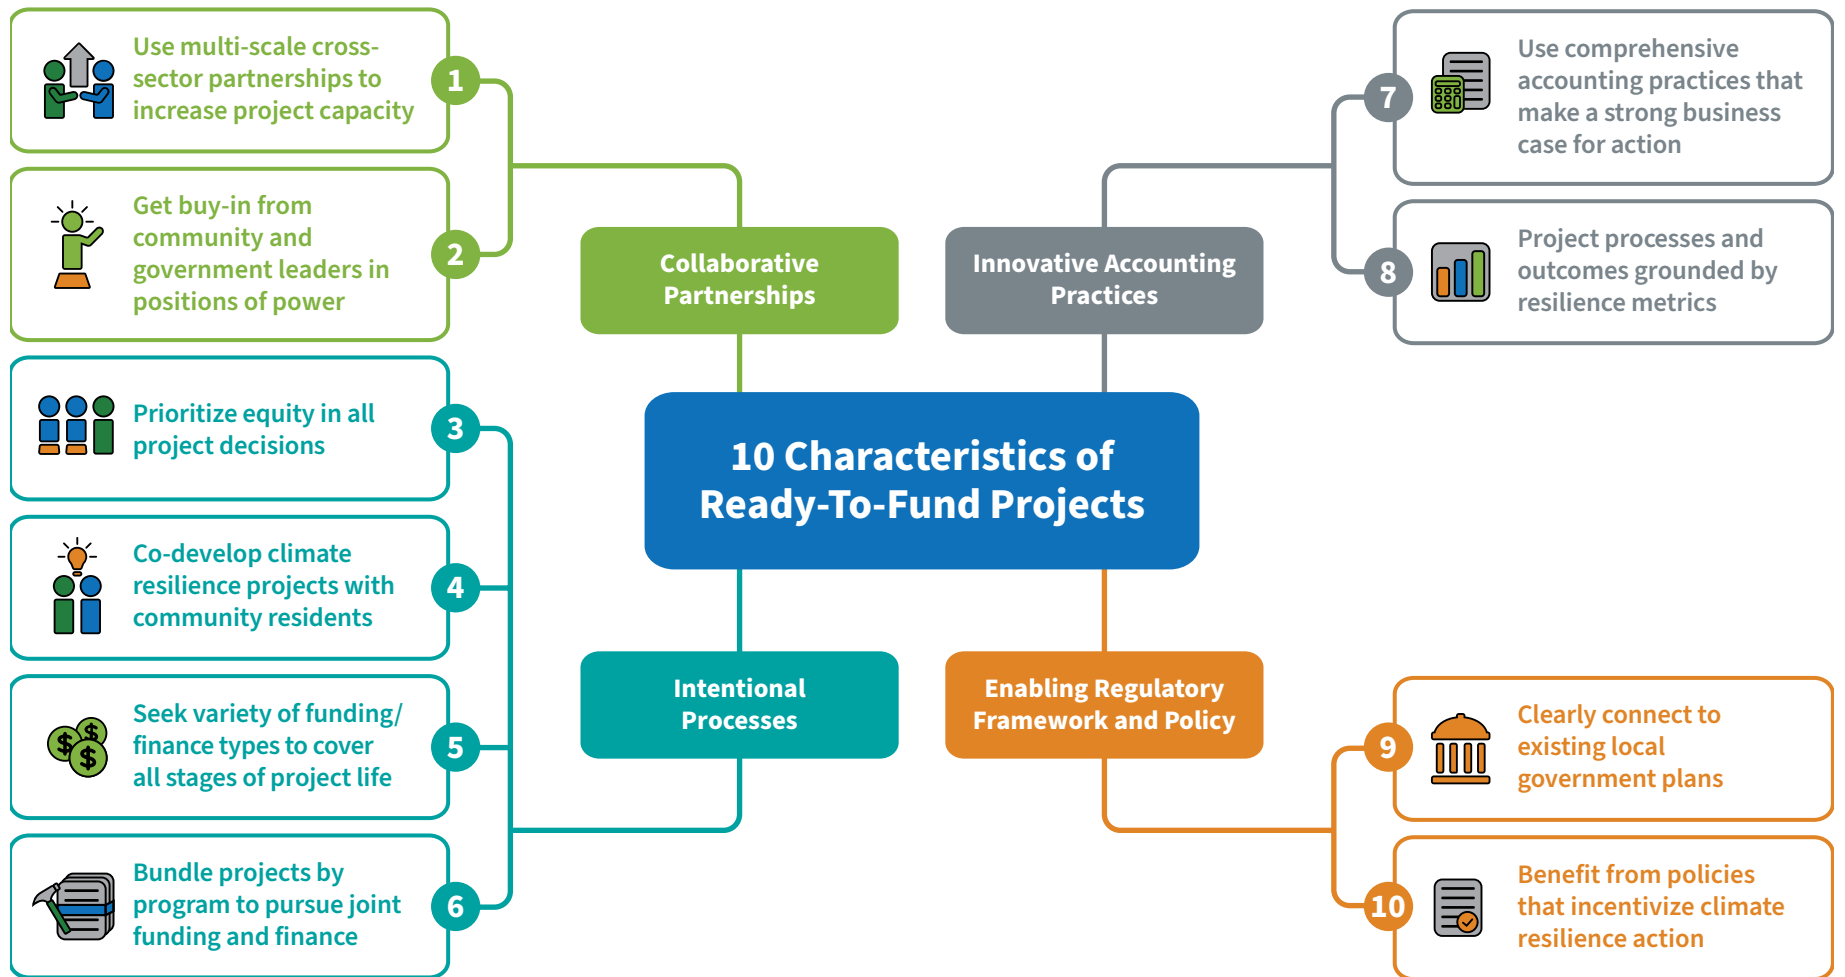 10 Characteristics of
Ready-To-Fund Projects
Collaborative
Partnerships
1
Use multi-scale cross-
sector partnerships to
increase project capacity
2
Get buy-in from
community and
government leaders in
positions of power
Intentional
Processes
3
Prioritize equity in all
project decisions
4
Co-develop climate
resilience projects with
community residents
5
Seek variety of funding/
finance types to cover
all stages of project life
$
$
$
6
Bundle projects by
program to pursue joint
funding and finance
Innovative Accounting
Practices
7
Use comprehensive
accounting practices that
make a strong business
case for action
8
Project processes and
outcomes grounded by
resilience metrics
Enabling Regulatory
Framework and Policy
9
Clearly connect to
existing local
government plans
10
Benefit from policies
that incentivize climate
resilience action